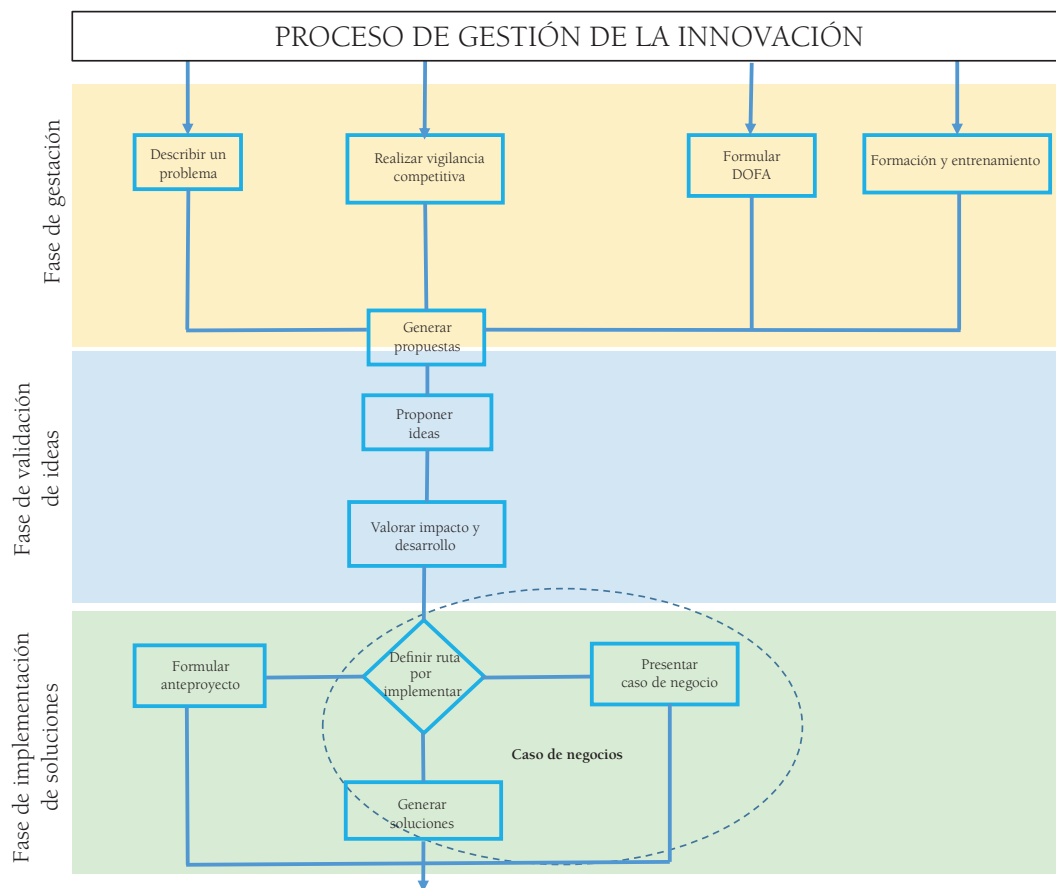 PROCESO DE GESTIÓN DE LA INNOVACIÓN
Fase de gestación
Describir un
problema
Realizar vigilancia
competitiva
Formular
DOFA
Formación y entrenamiento
Generar
propuestas
Fase de validación
de ideas
Proponer
ideas
Valorar impacto y
desarrollo
Fase de implementación
de soluciones
Formular
anteproyecto
Definir ruta
por
implementar
Presentar
caso de negocio
Caso de negocios
Generar
soluciones